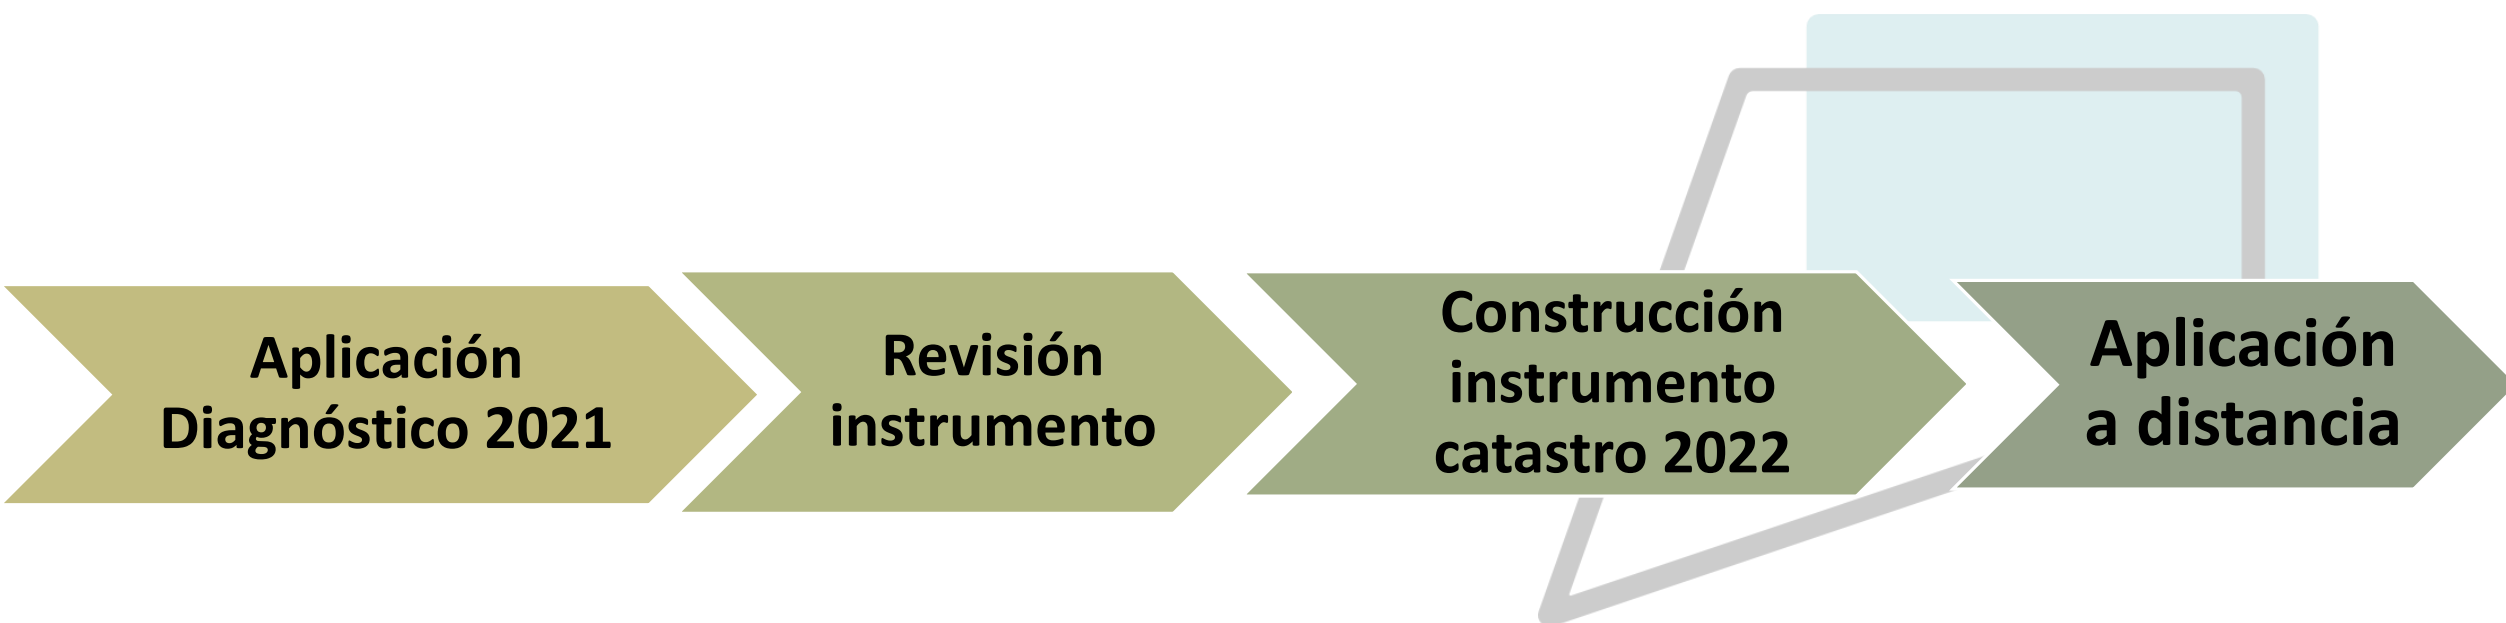 Aplicación
Diagnóstico 2021
Revisión
instrumento
Construcción
instrumento
catastro 2022
Aplicación
a distancia